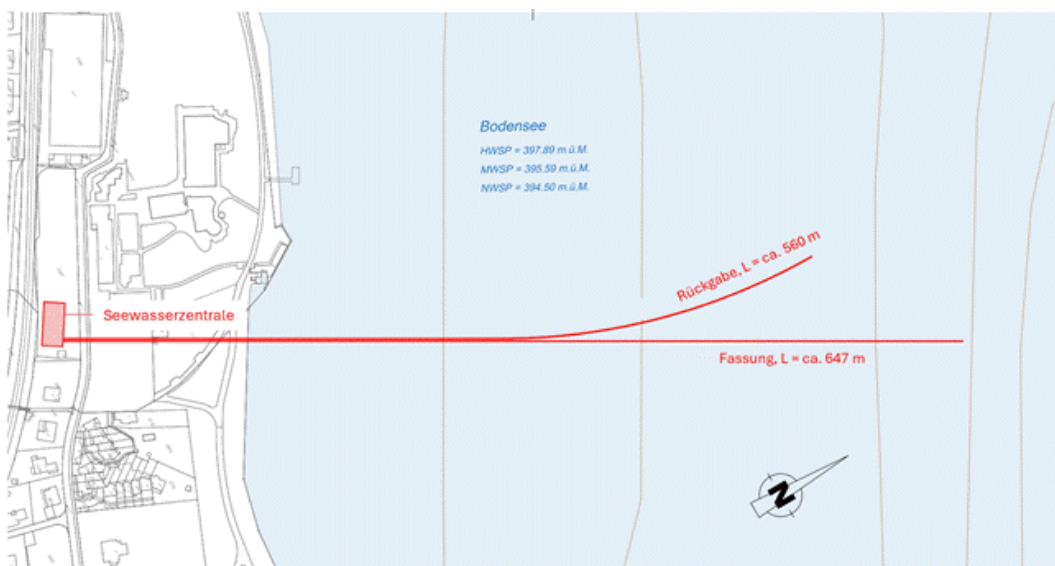 Bodensee
HWSP = 397.89 m.ü.M.
MWSP = 395.59 m.ü.M.
NWSP = 394.50 m.ü.M.
Rückgabe, L = ca. 560 m
Seewasserzentrale
Fassung, L = ca. 647 m
N